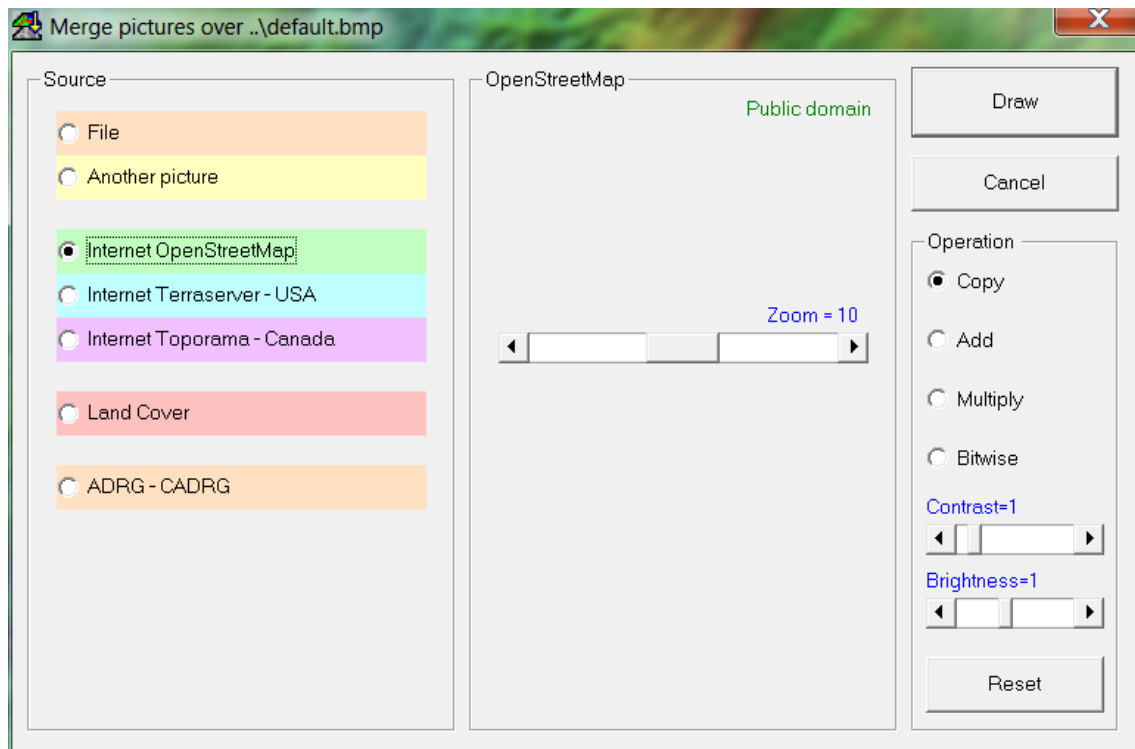 Merge pictures over ..\default.bmp
X
Source
File
Another picture
Internet OpenStreetMap
Internet Terraserver - USA
Internet Toporama - Canada
Land Cover
ADRG - CADRG
OpenStreetMap
Public domain
Zoom = 10
Draw
Cancel
Operation
Copy
Add
Multiply
Bitwise
Contrast=1
Brightness=1
Reset